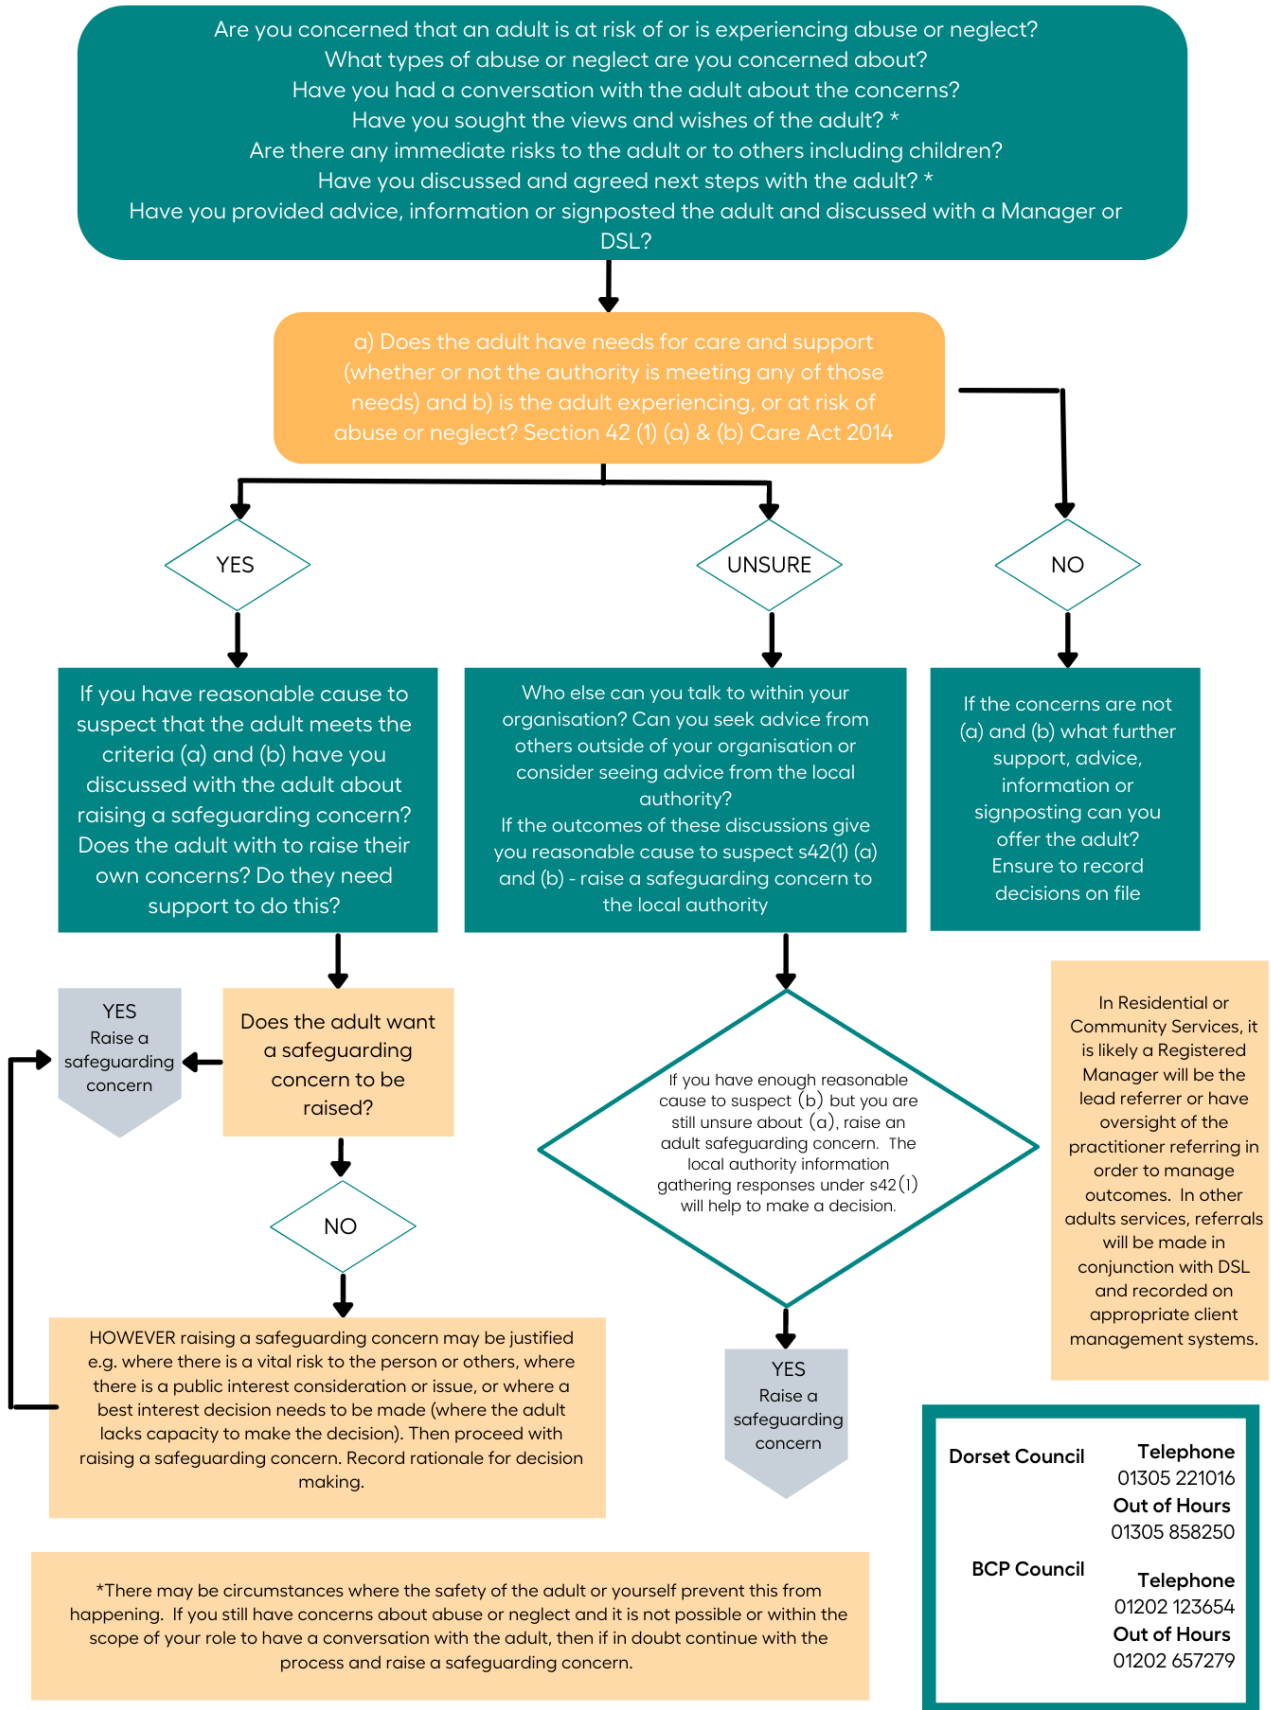 Are you concerned that an adult is at risk of or is experiencing abuse or neglect?
What types of abuse or neglect are you concerned about?
Have you had a conversation with the adult about the concerns?
Have you sought the views and wishes of the adult? *
Are there any immediate risks to the adult or to others including children?
Have you discussed and agreed next steps with the adult? *
Have you provided advice, information or signposted the adult and discussed with a Manager or
DSL?
a) Does the adult have needs for care and support
(whether or not the authority is meeting any of those
needs) and b) is the adult experiencing, or at risk of
abuse or neglect? Section 42 (1) (a) & (b) Care Act 2014
YES
UNSURE
NO
If you have reasonable cause to
suspect that the adult meets the
criteria (a) and (b) have you
discussed with the adult about
raising a safeguarding concern?
Does the adult with to raise their
own concerns? Do they need
support to do this?
Who else can you talk to within your
organisation? Can you seek advice from
others outside of your organisation or
consider seeing advice from the local
authority?
If the outcomes of these discussions give
you reasonable cause to suspect s42(1) (a)
and (b) - raise a safeguarding concern to
the local authority
If the concerns are not
(a) and (b) what further
support, advice,
information or
signposting can you
offer the adult?
Ensure to record
decisions on file
YES
Raise a
safeguarding
concern
Does the adult want
a safeguarding
concern to be
raised?
NO
HOWEVER raising a safeguarding concern may be justified
e.g. where there is a vital risk to the person or others, where
there is a public interest consideration or issue, or where a
best interest decision needs to be made (where the adult
lacks capacity to make the decision). Then proceed with
raising a safeguarding concern. Record rationale for decision
making.
If you have enough reasonable
cause to suspect (b) but you are
still unsure about (a), raise an
adult safeguarding concern.  The
local authority information
gathering responses under s42(1)
will help to make a decision.
YES
Raise a
safeguarding
concern
In Residential or
Community Services, it
is likely a Registered
Manager will be the
lead referrer or have
oversight of the
practitioner referring in
order to manage
outcomes.  In other
adults services, referrals
will be made in
conjunction with DSL
and recorded on
appropriate client
management systems.
*There may be circumstances where the safety of the adult or yourself prevent this from
happening.  If you still have concerns about abuse or neglect and it is not possible or within the
scope of your role to have a conversation with the adult, then if in doubt continue with the
process and raise a safeguarding concern.
Dorset Council
Telephone
01305 221016
Out of Hours
01305 858250
BCP Council
Telephone
01202 123654
Out of Hours
01202 657279